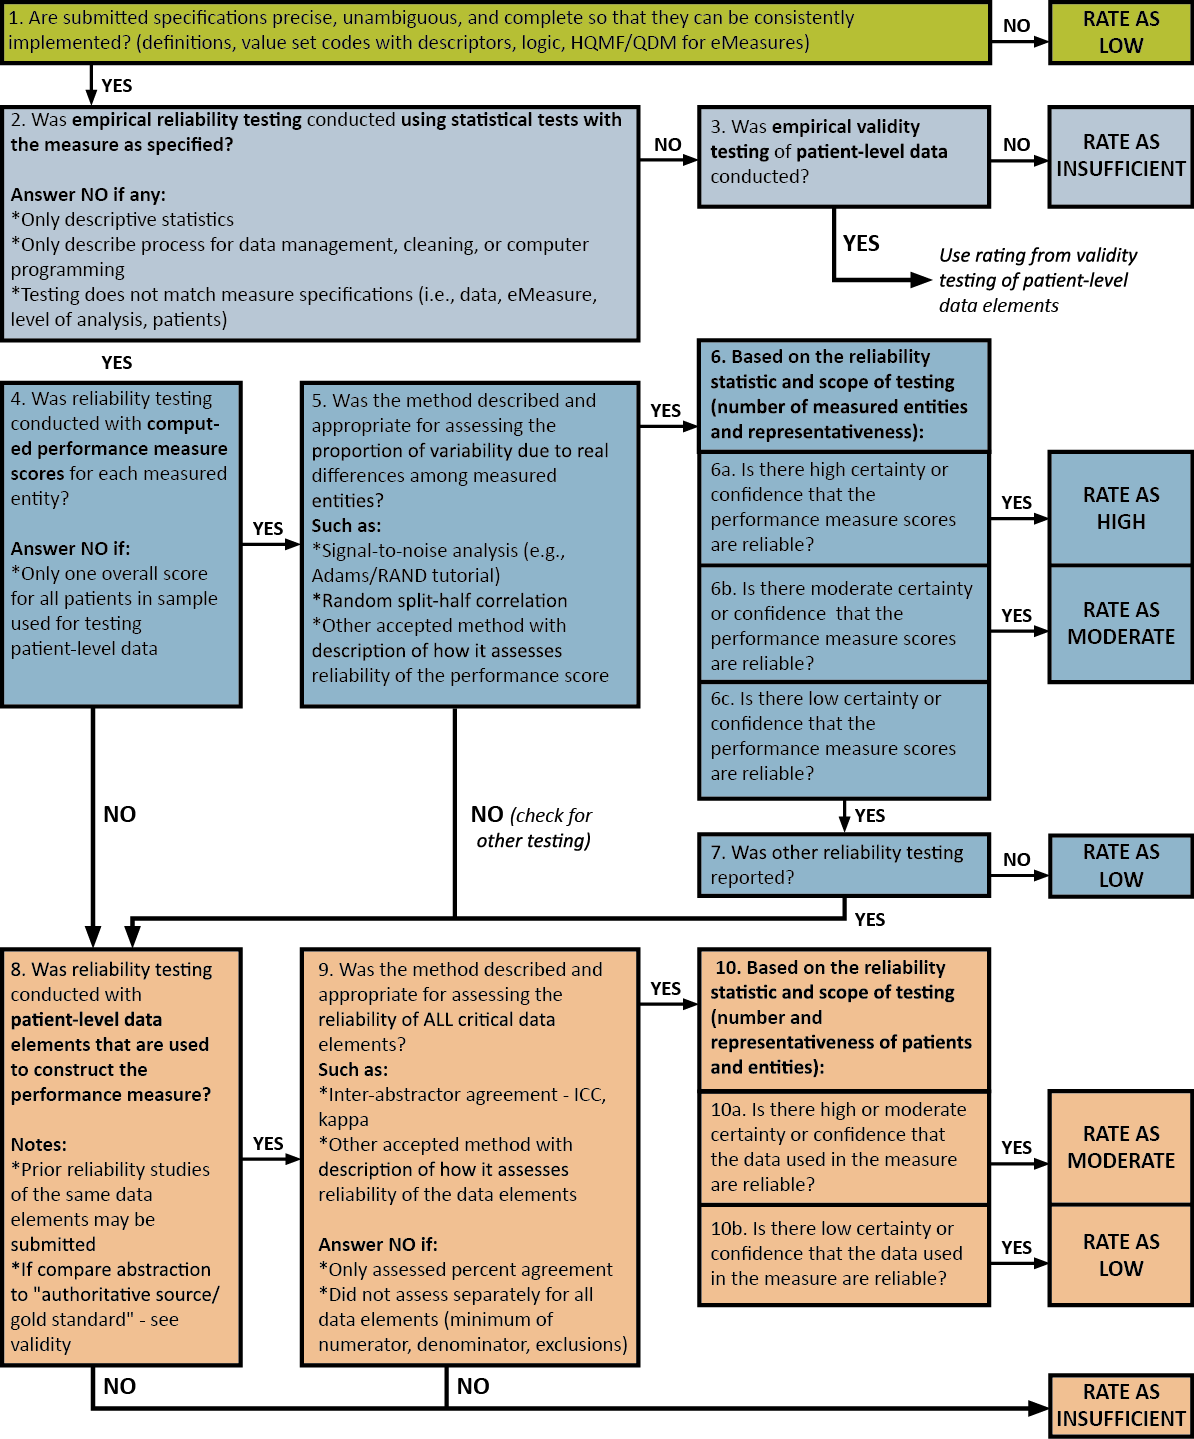 1. Are submitted specifications precise, unambiguous, and complete so that they can be consistently
implemented? (definitions, value set codes with descriptors, logic, HQMF/QDM for eMeasures)
NO
RATE AS
LOW
YES
2. Was empirical reliability testing conducted using statistical tests with
the measure as specified?
Answer NO if any:
*Only descriptive statistics
*Only describe process for data management, cleaning, or computer
programming
*Testing does not match measure specifications (i.e., data, eMeasure,
level of analysis, patients)
NO
3. Was empirical validity
testing of patient-level data
conducted?
NO
RATE AS
INSUFFICIENT
YES
Use rating from validity
testing of patient-level
data elements
YES
4. Was reliability testing
conducted with comput-
ed performance measure
scores for each measured
entity?
Answer NO if:
*Only one overall score
for all patients in sample
used for testing
patient-level data
YES
5. Was the method described and
appropriate for assessing the
proportion of variability due to real
differences among measured
entities?
Such as:
*Signal-to-noise analysis (e.g.,
Adams/RAND tutorial)
*Random split-half correlation
*Other accepted method with
description of how it assesses
reliability of the performance score
YES
6. Based on the reliability
statistic and scope of testing
(number of measured entities
and representativeness):
6a. Is there high certainty or
confidence that the
performance measure scores
are reliable?
YES
RATE AS
HIGH
6b. Is there moderate certainty
or confidence that the
performance measure scores
are reliable?
YES
RATE AS
MODERATE
6c. Is there low certainty or
confidence that the
performance measure scores
are reliable?
YES
NO
NO (check for
other testing)
7. Was other reliability testing
reported?
NO
RATE AS
LOW
YES
8. Was reliability testing
conducted with
patient-level data
elements that are used
to construct the
performance measure?
Notes:
*Prior reliability studies
of the same data
elements may be
submitted
*If compare abstraction
to "authoritative source/
gold standard" - see
validity
YES
9. Was the method described and
appropriate for assessing the
reliability of ALL critical data
elements?
Such as:
*Inter-abstractor agreement - ICC,
kappa
*Other accepted method with
description of how it assesses
reliability of the data elements
Answer NO if:
*Only assessed percent agreement
*Did not assess separately for all
data elements (minimum of
numerator, denominator, exclusions)
YES
10. Based on the reliability
statistic and scope of testing
(number and
representativeness of patients
and entities):
10a. Is there high or moderate
certainty or confidence that
the data used in the measure
are reliable?
YES
RATE AS
MODERATE
10b. Is there low certainty or
confidence that the data used
in the measure are reliable?
YES
RATE AS
LOW
NO
NO
RATE AS
INSUFFICIENT